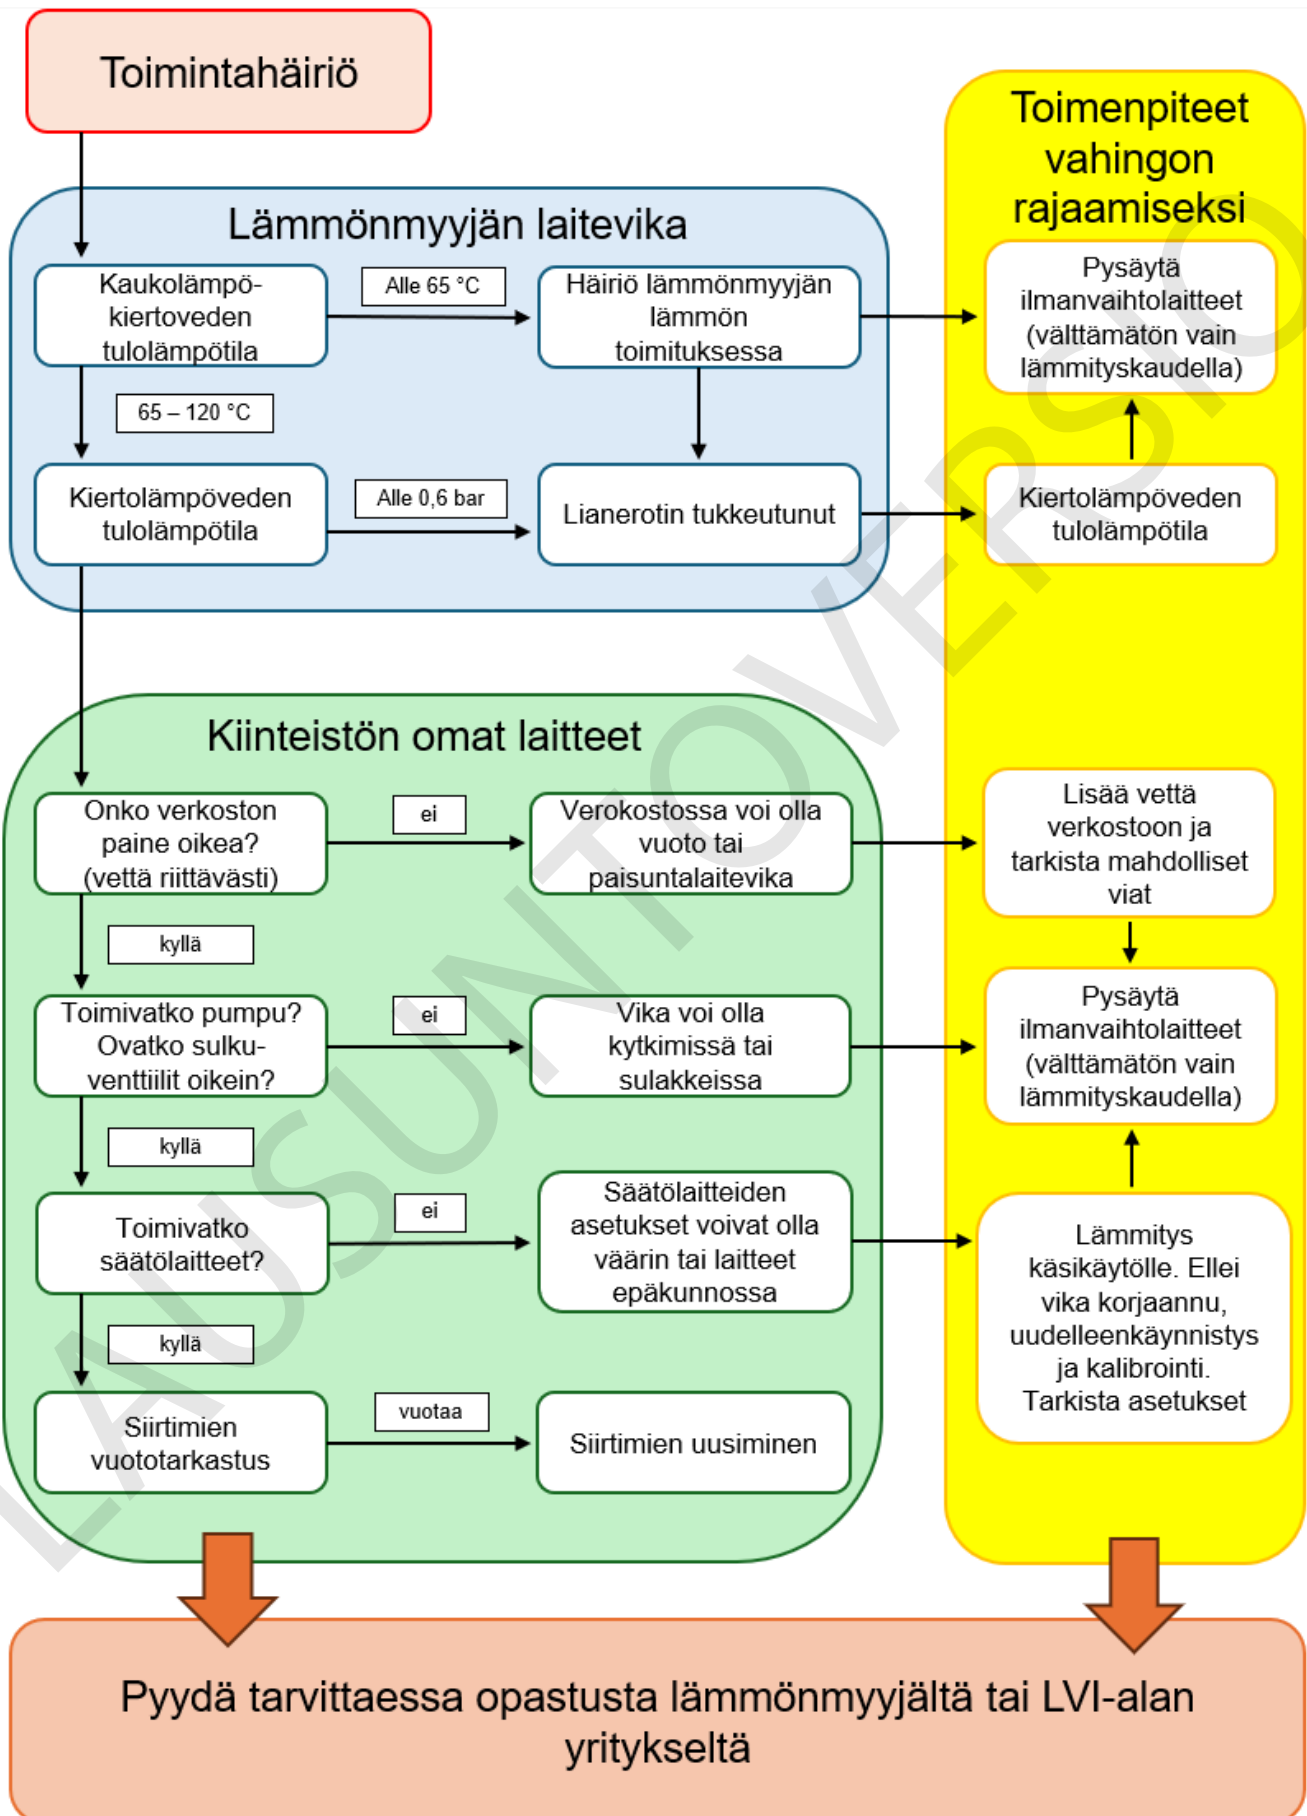 Toimintahäiriö
Lämmönmyyjän laitevika
Kaukolämpö-
kiertoveden
tulolämpötila
Alle 65 °C
Häiriö lämmönmyyjän
lämmön
toimituksessa
65 – 120 °C
Kiertolämpöveden
tulolämpötila
Alle 0,6 bar
Lianerotin tukkeutunut
Toimenpiteet
vahingon
rajaamiseksi
Pysäytä
ilmanvaihtolaitteet
(välttämätön vain
lämmityskaudella)
Kiertolämpöveden
tulolämpötila
Kiinteistön omat laitteet
Onko verkoston
paine oikea?
(vettä riittävästi)
ei
Verokostossa voi olla
vuoto tai
paisuntalaitevika
Lisää vettä
verkostoon ja
tarkista mahdolliset
viat
kyllä
Toimivatko pumpu?
Ovatko sulku-
venttiilit oikein?
ei
Vika voi olla
kytkimissä tai
sulakkeissa
Pysäytä
ilmanvaihtolaitteet
(välttämätön vain
lämmityskaudella)
kyllä
Toimivatko
säätölaitteet?
ei
Säätölaitteiden
asetukset voivat olla
väärin tai laitteet
epäkunnossa
Lämmitys
käsikäytölle. Ellei
vika korjaannu,
uudelleenkäynnistys
ja kalibrointi.
Tarkista asetukset
kyllä
Siirtimien
vuototarkastus
vuotaa
Siirtimien uusiminen
Pyydä tarvittaessa opastusta lämmönmyyjältä tai LVI-alan
yritykseltä
LAUSUNTOVERSIO